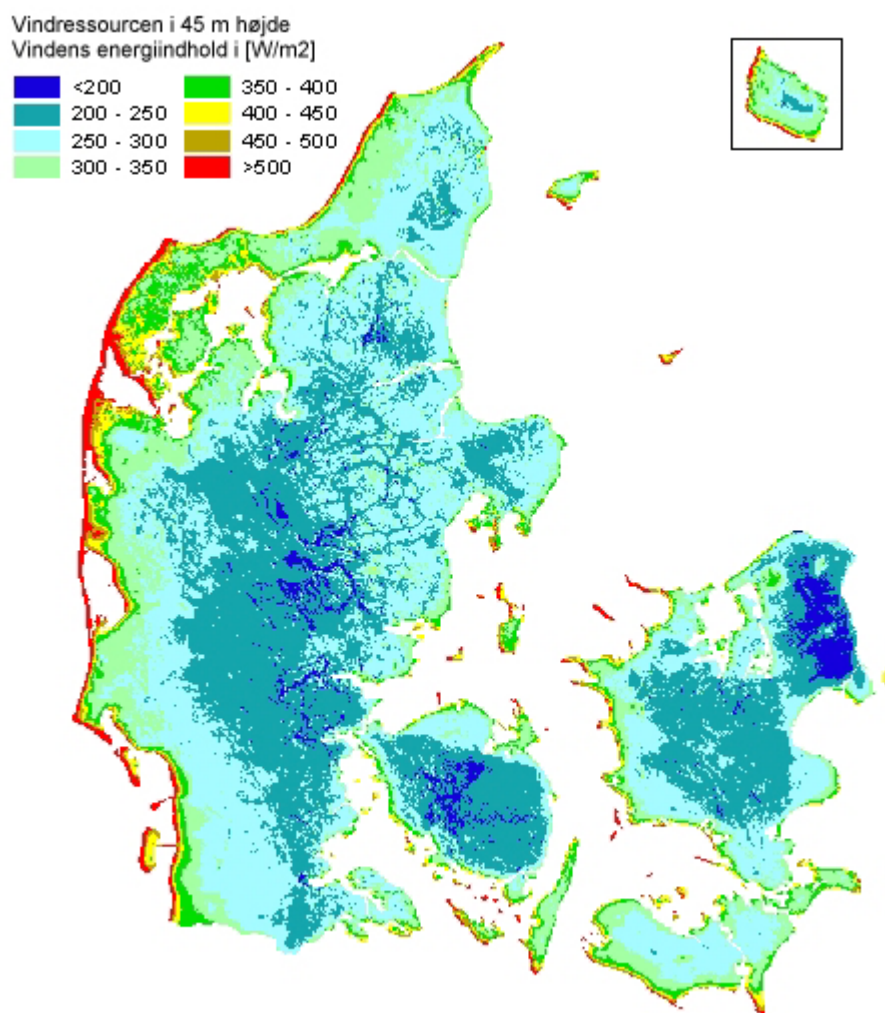 Vindressourcen i 45 m højde
Vindens energiindhold i [W/m2]
<200
200 - 250
250 - 300
300 - 350
350 - 400
400 - 450
450 - 500
>500